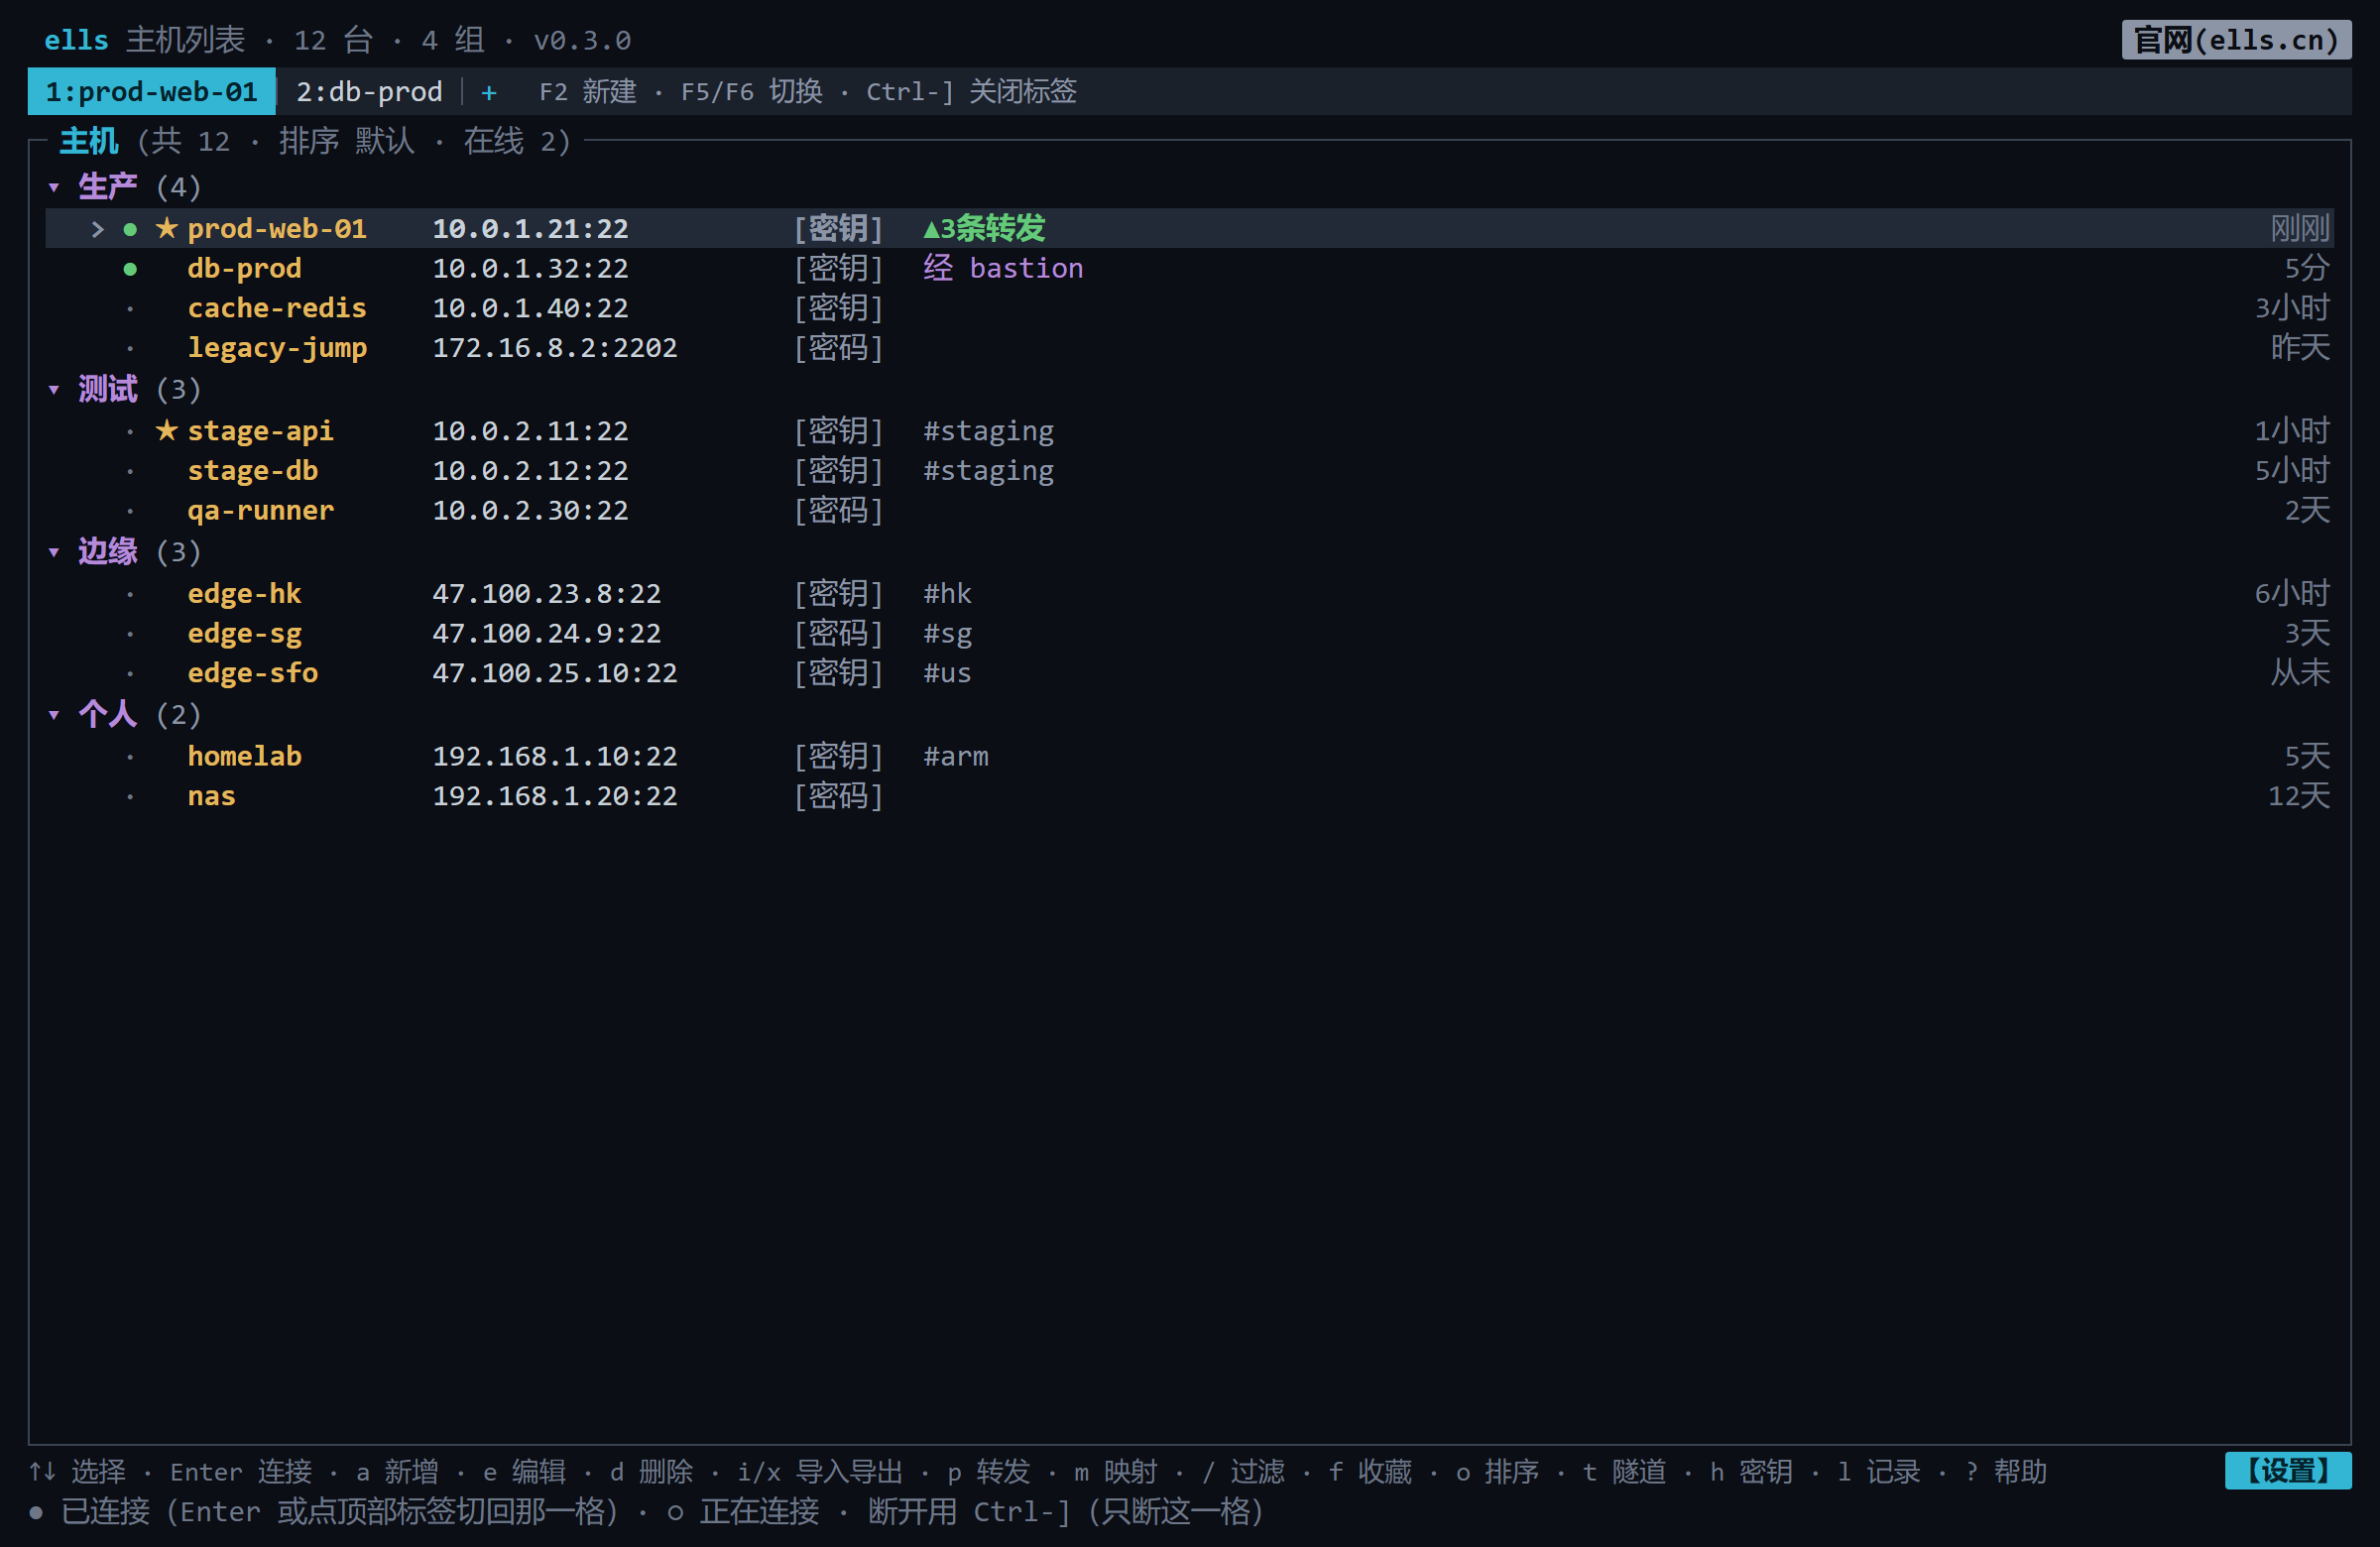 ells 主机列表 · 12 台 · 4 组 · v0.3.0 官网(ells.cn)
1:prod-web-01 2:db-prod + F2 新建 · F5/F6 切换 · Ctrl-] 关闭标签
主机 (共 12 · 排序 默认 · 在线 2)
▾ 生产 (4)
> ● ★ prod-web-01 10.0.1.21:22 [密钥] ▲3条转发 刚刚
● db-prod 10.0.1.32:22 [密钥] 经 bastion 5分
· cache-redis 10.0.1.40:22 [密钥] 3小时
· legacy-jump 172.16.8.2:2202 [密码] 昨天
▾ 测试 (3)
· ★ stage-api 10.0.2.11:22 [密钥] #staging 1小时
· stage-db 10.0.2.12:22 [密钥] #staging 5小时
· qa-runner 10.0.2.30:22 [密码] 2天
▾ 边缘 (3)
· edge-hk 47.100.23.8:22 [密钥] #hk 6小时
· edge-sg 47.100.24.9:22 [密码] #sg 3天
· edge-sfo 47.100.25.10:22 [密钥] #us 从未
▾ 个人 (2)
· homelab 192.168.1.10:22 [密钥] #arm 5天
· nas 192.168.1.20:22 [密码] 12天
↑↓ 选择 · Enter 连接 · a 新增 · e 编辑 · d 删除 · i/x 导入导出 · p 转发 · m 映射 · / 过滤 · f 收藏 · o 排序 · t 隧道 · h 密钥 · l 记录 · ? 帮助 【设置】
● 已连接 (Enter 或点顶部标签切回那一格) · ○ 正在连接 · 断开用 Ctrl-] (只断这一格)